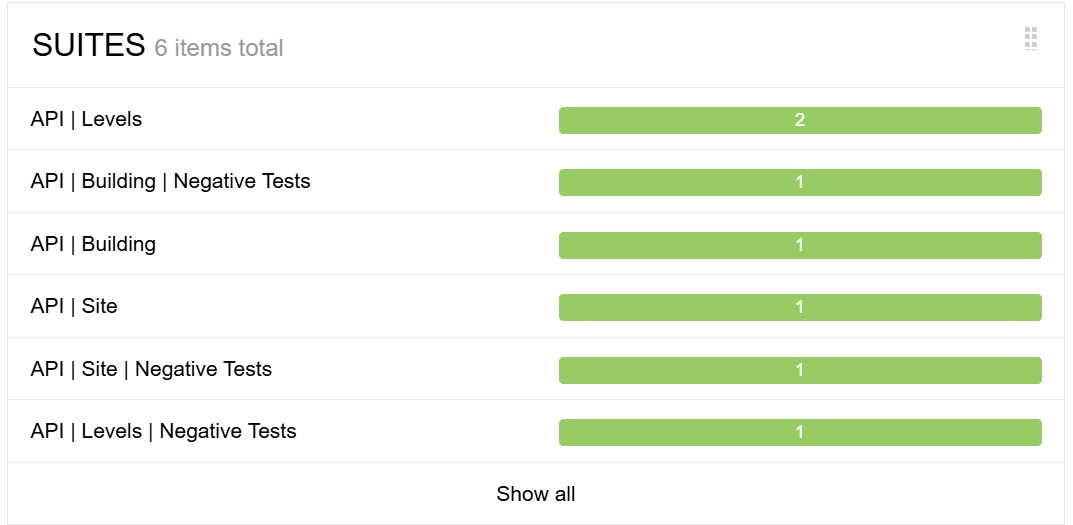 SUITES 6 items total
API | Levels 2
API | Building | Negative Tests 1
API | Building 1
API | Site 1
API | Site | Negative Tests 1
API | Levels | Negative Tests 1
Show all